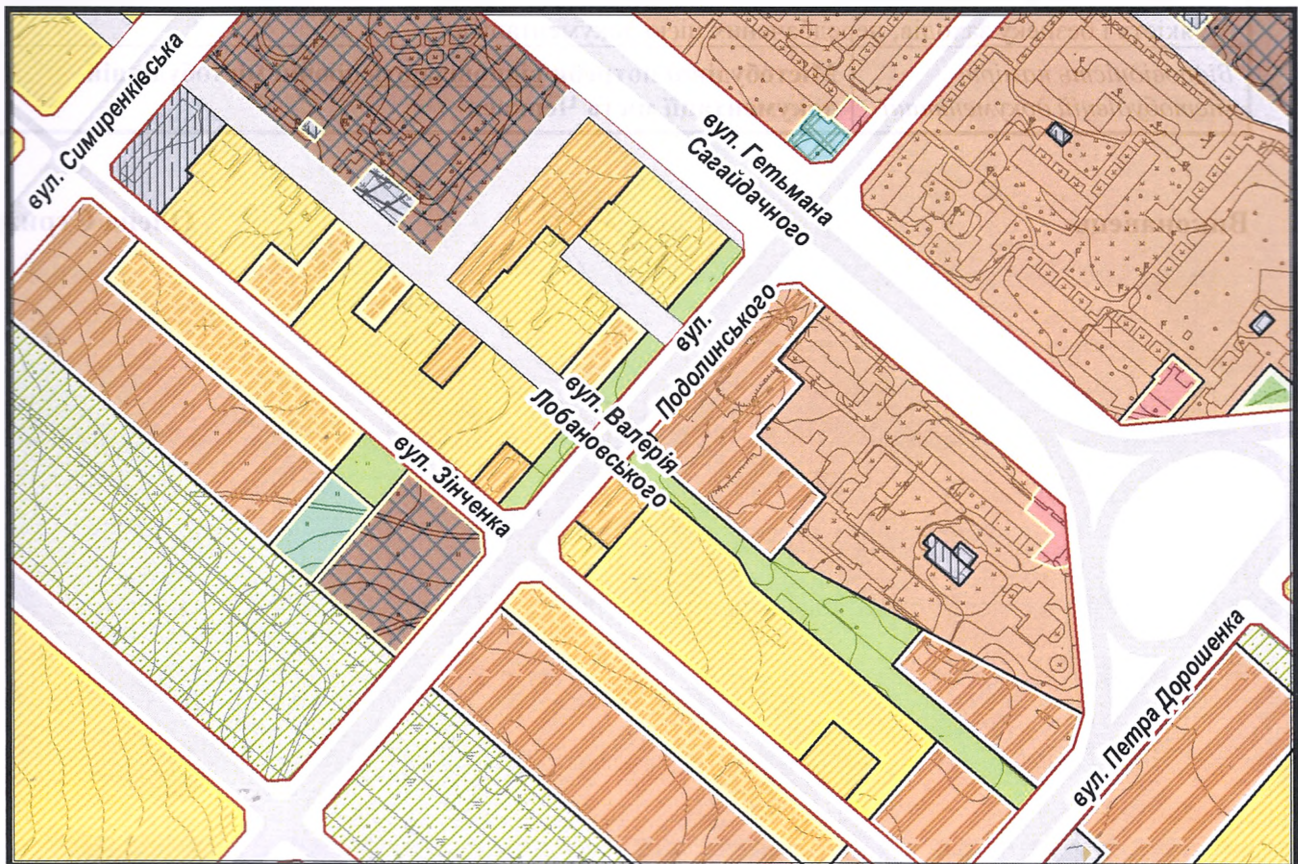 вул. Симиренківська
вул. Гетьмана
Сагайдачного
вул.
Подолинського
вул. Валерія
Лобановського
вул. Зінченка
вул. Петра Дорошенка